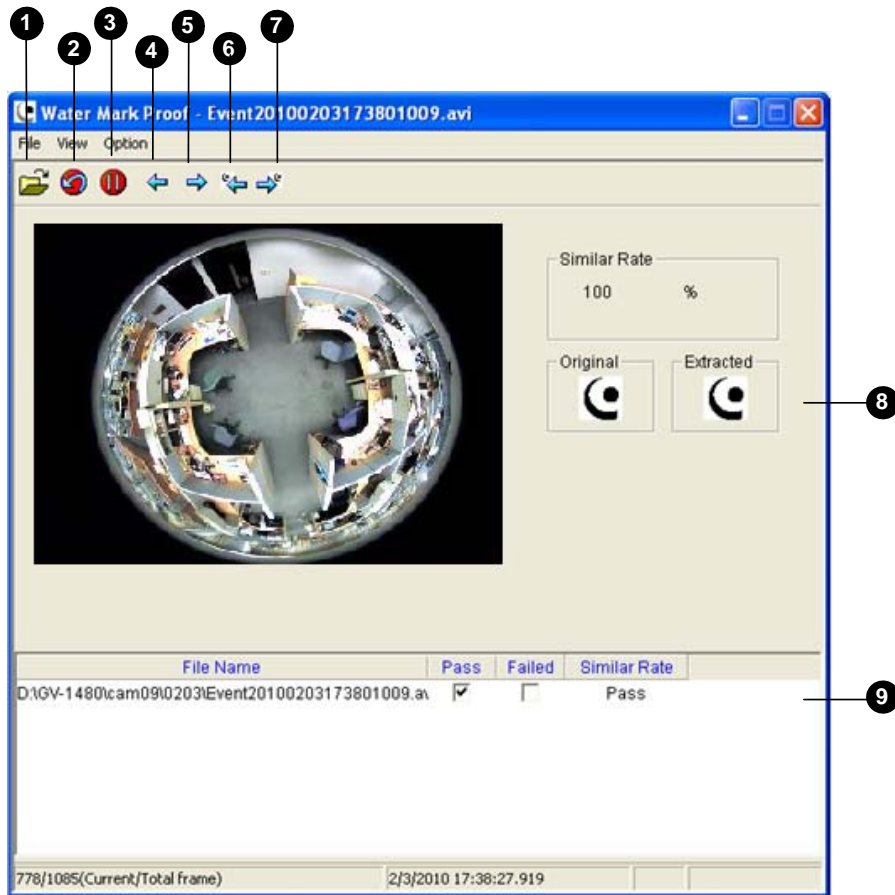 1
3
5
7
2
4
6
Water Mark Proof - Event20100203173801009.avi
File View Option
Similar Rate
100 %
Original Extracted
8
File Name Pass Failed Similar Rate
D:\GV-1480\cam09\0203\Event20100203173801009.a Pass
9
778/1085(Current/Total frame) 2/3/2010 17:38:27.919